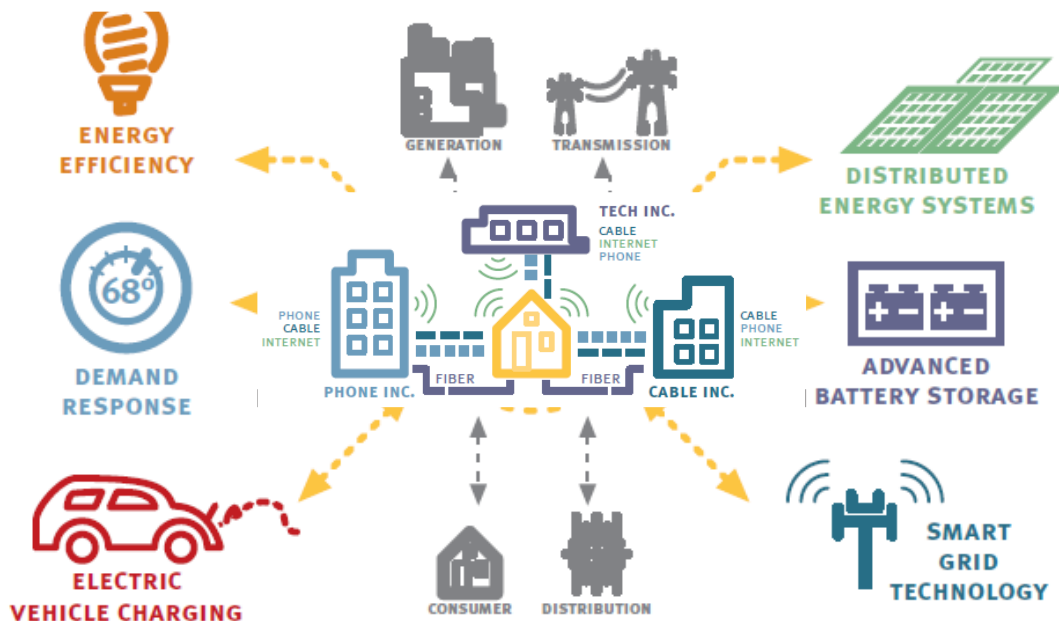 ENERGY
EFFICIENCY
GENERATION
TRANSMISSION
DISTRIBUTED
ENERGY SYSTEMS
TECH INC.
CABLE
INTERNET
PHONE
68º
PHONE
CABLE
INTERNET
CABLE
PHONE
INTERNET
DEMAND
RESPONSE
FIBER
FIBER
PHONE INC.
CABLE INC.
ADVANCED
BATTERY STORAGE
ELECTRIC
VEHICLE CHARGING
CONSUMER
DISTRIBUTION
SMART
GRID
TECHNOLOGY